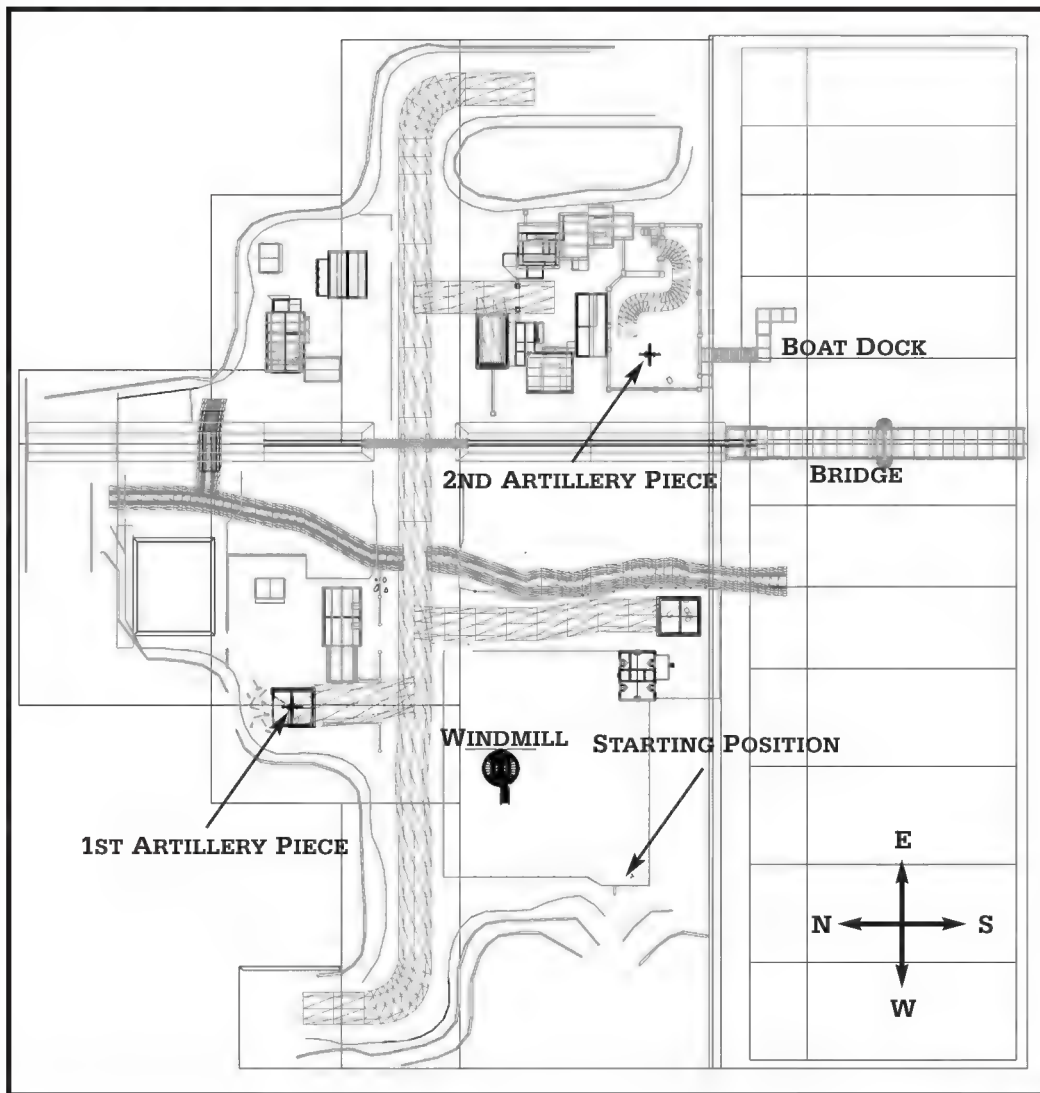 BOAT DOCK
2ND ARTILLERY PIECE
BRIDGE
WINDMILL
STARTING POSITION
1ST ARTILLERY PIECE
E
N S
W